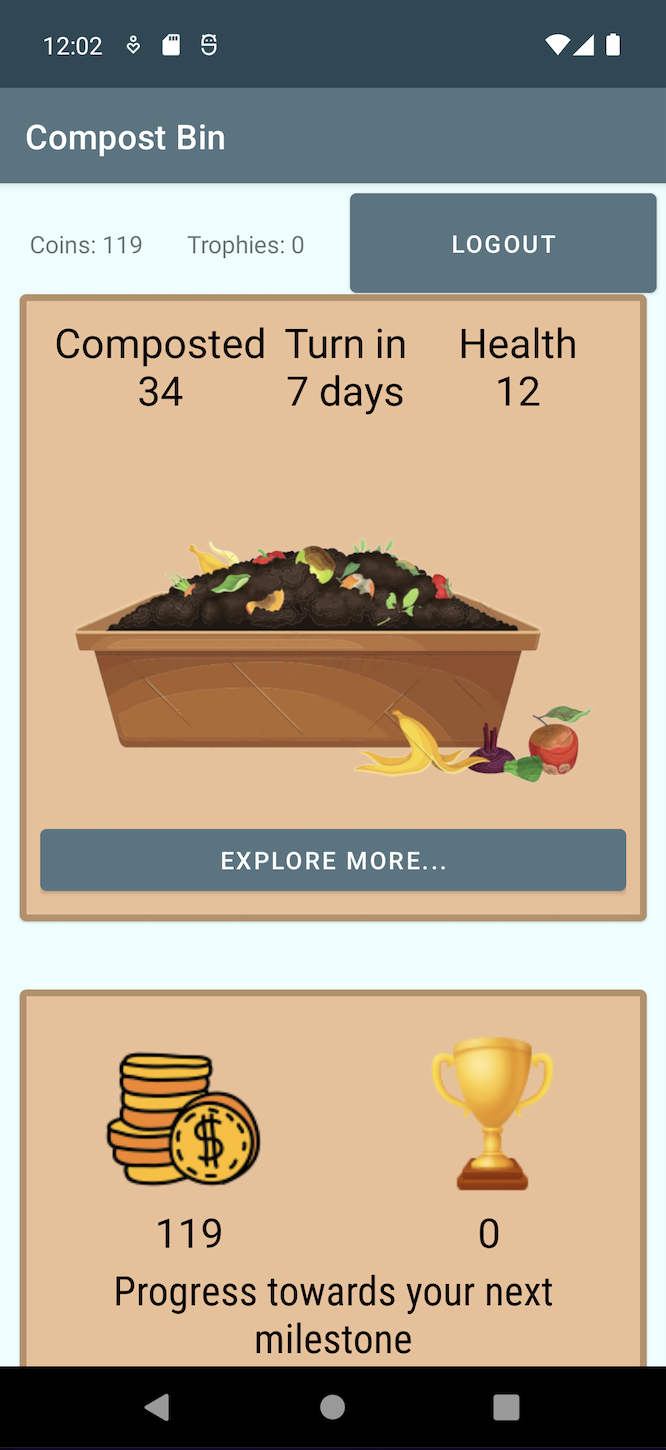 12:02
Compost Bin
Coins: 119 Trophies: 0 LOGOUT
Composted Turn in Health
34 7 days 12
EXPLORE MORE...
$
119 0
Progress towards your next
milestone